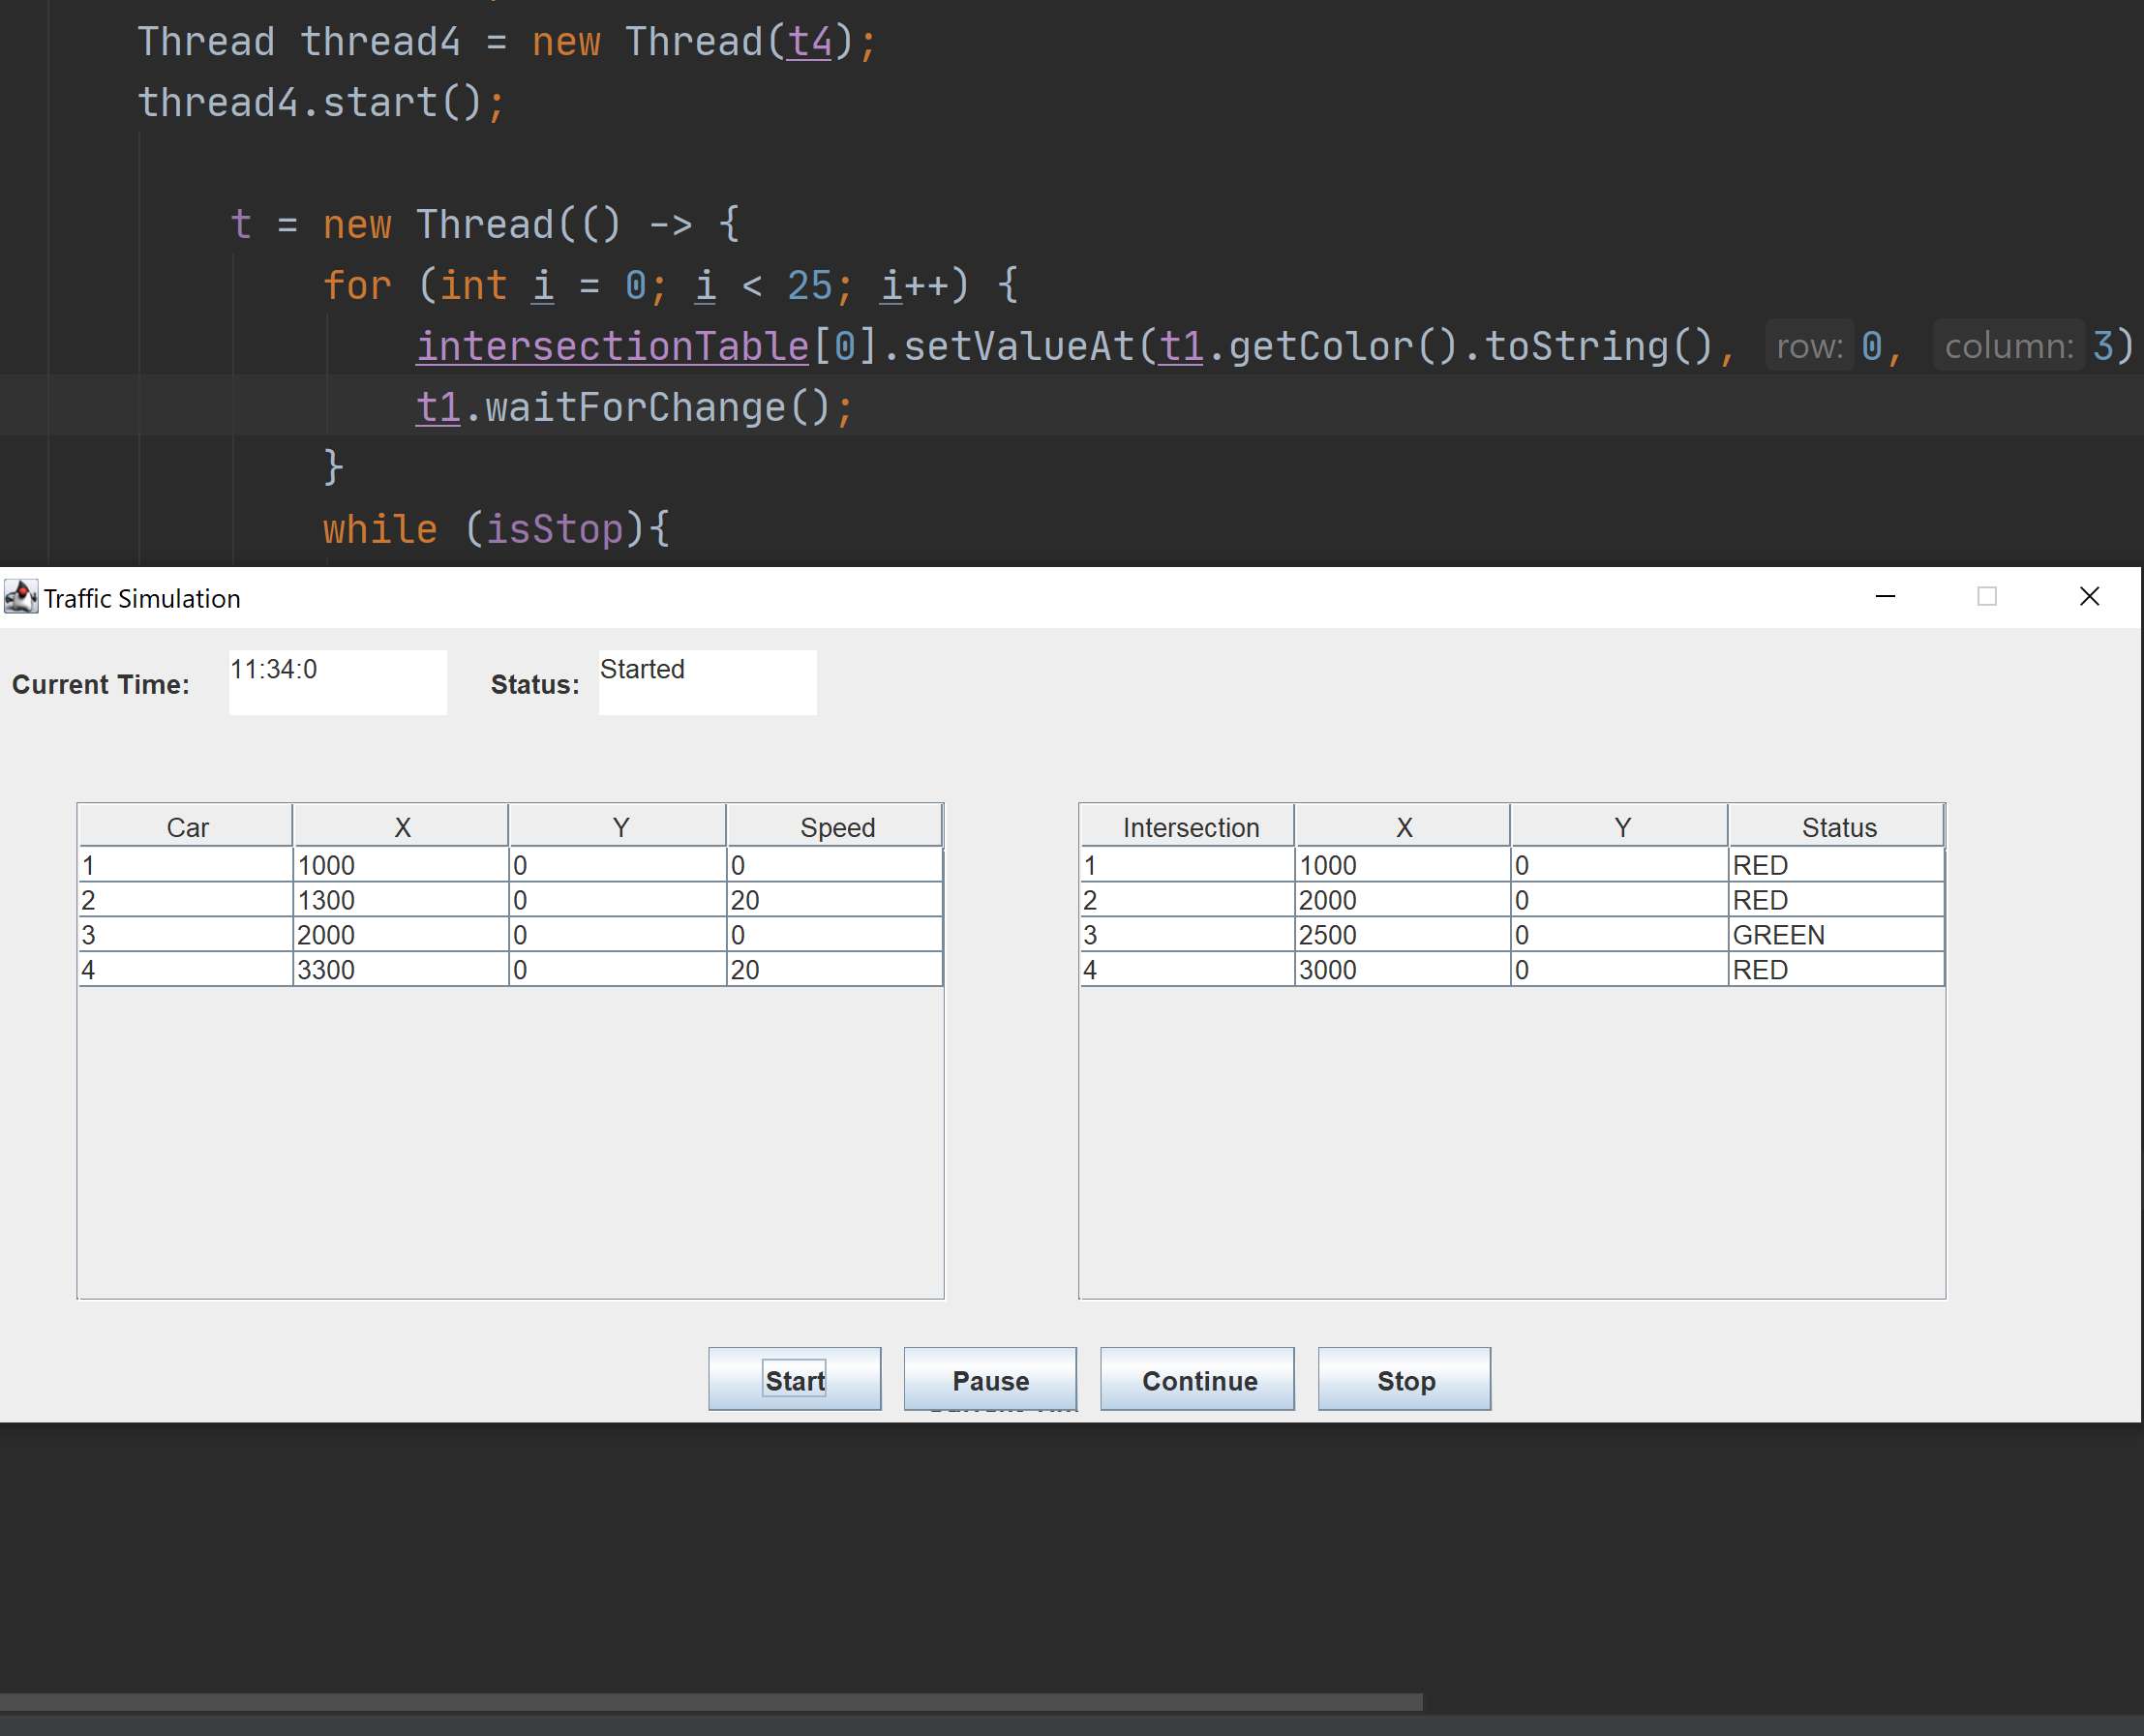 Thread thread4 = new Thread(t4);
thread4.start();
t = new Thread(() -> {
for (int i = 0; i < 25; i++) {
intersectionTable[0].setValueAt(t1.getColor().toString(), row: 0, column: 3)
t1.waitForChange();
}
while (isStop){
Traffic Simulation
Current Time: 11:34:0 Status: Started
Car X Y Speed
1 1000 0 0
2 1300 0 20
3 2000 0 0
4 3300 0 20
Intersection X Y Status
1 1000 0 RED
2 2000 0 RED
3 2500 0 GREEN
4 3000 0 RED
Start Pause Continue Stop